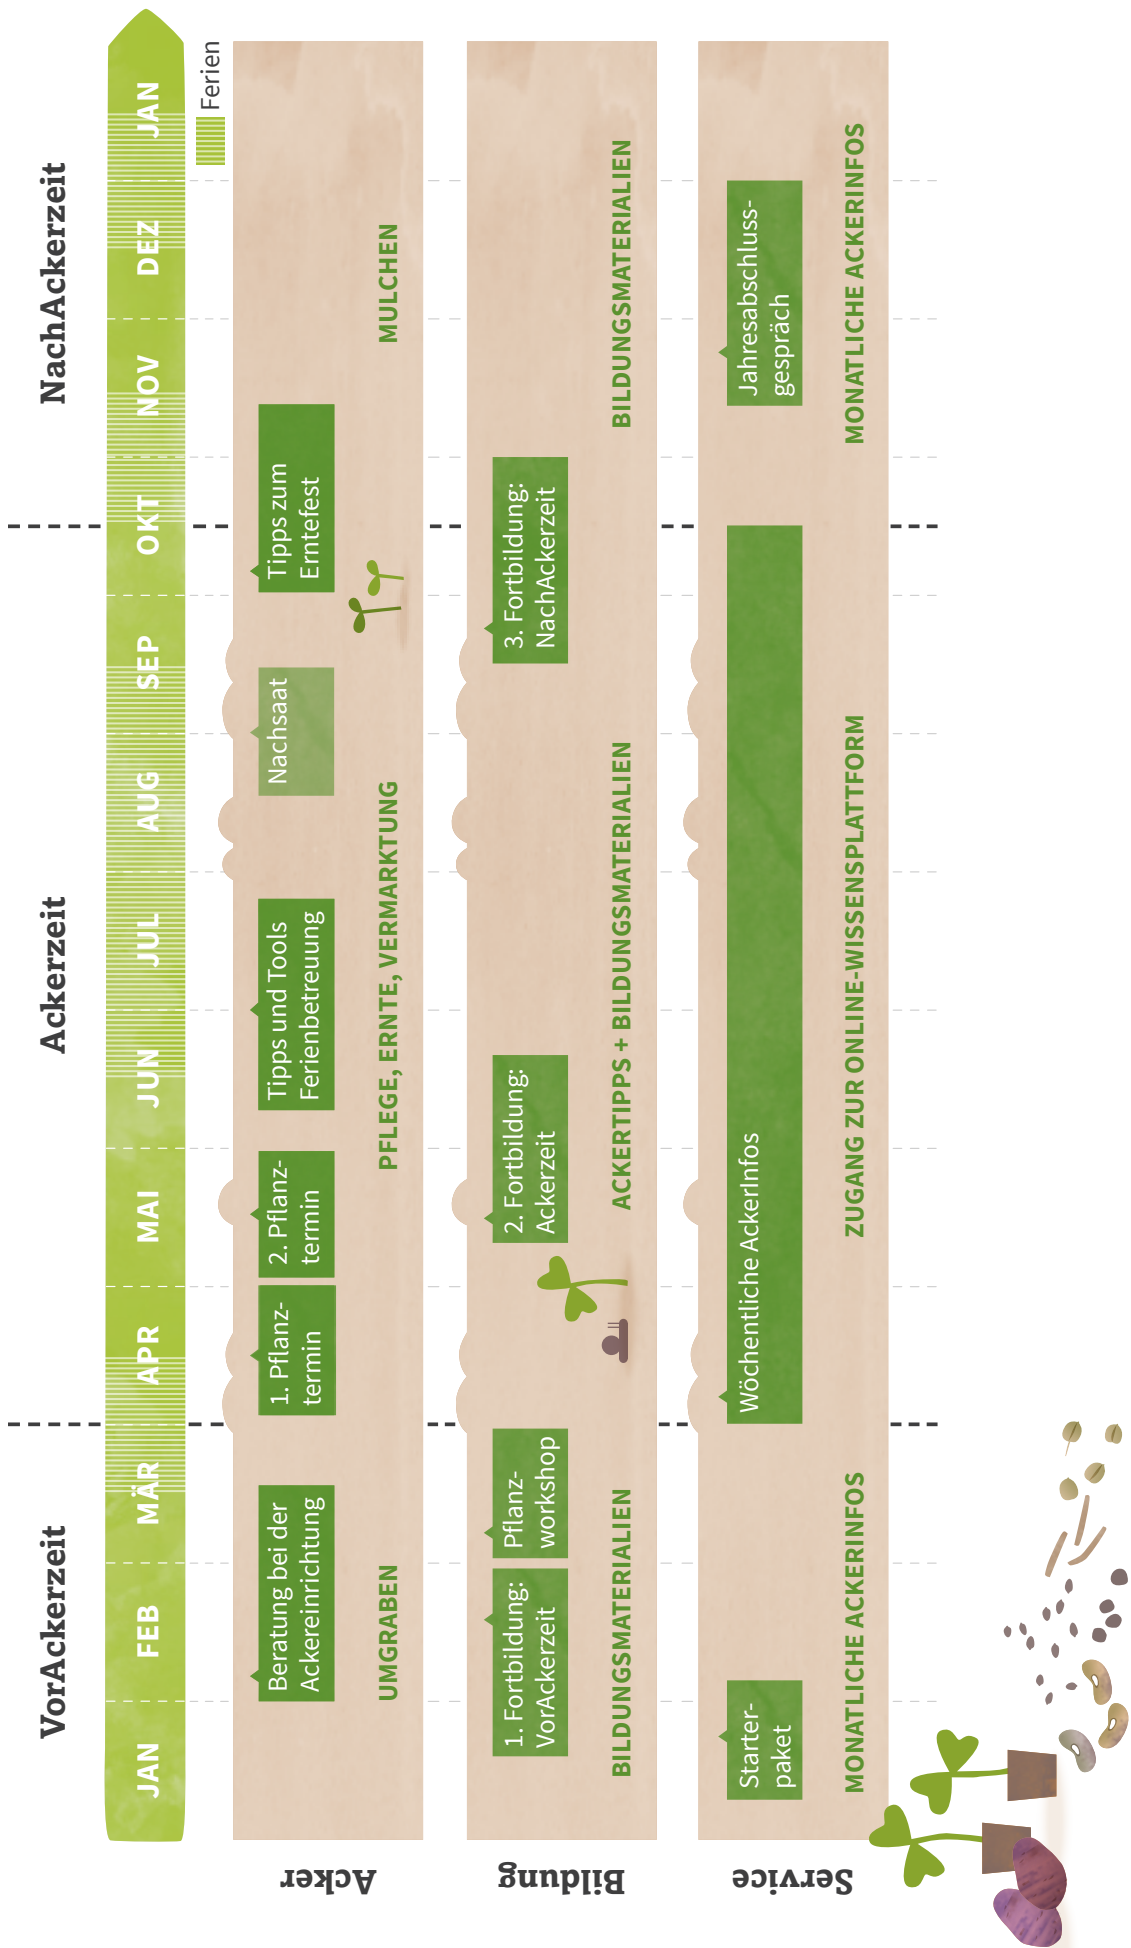 VorAckerzeit
Ackerzeit
NachAckerzeit
JAN
FEB
MÄR
APR
MAI
JUN
JUL
AUG
SEP
OKT
NOV
DEZ
JAN
Ferien
Acker
Beratung bei der
Ackereinrichtung
1. Pflanz-
termin
2. Pflanz-
termin
Tipps und Tools
Ferienbetreuung
Nachsaat
Tipps zum
Erntefest
UMGRABEN
PFLEGE, ERNTE, VERMARKTUNG
MULCHEN
Bildung
1. Fortbildung:
VorAckerzeit
Pflanz-
workshop
2. Fortbildung:
Ackerzeit
3. Fortbildung:
NachAckerzeit
BILDUNGSMATERIALIEN
ACKERTIPPS + BILDUNGSMATERIALIEN
BILDUNGSMATERIALIEN
Service
Starter-
paket
Wöchentliche AckerInfos
Jahresabschluss-
gespräch
MONATLICHE ACKERINFOS
ZUGANG ZUR ONLINE-WISSENSPLATTFORM
MONATLICHE ACKERINFOS